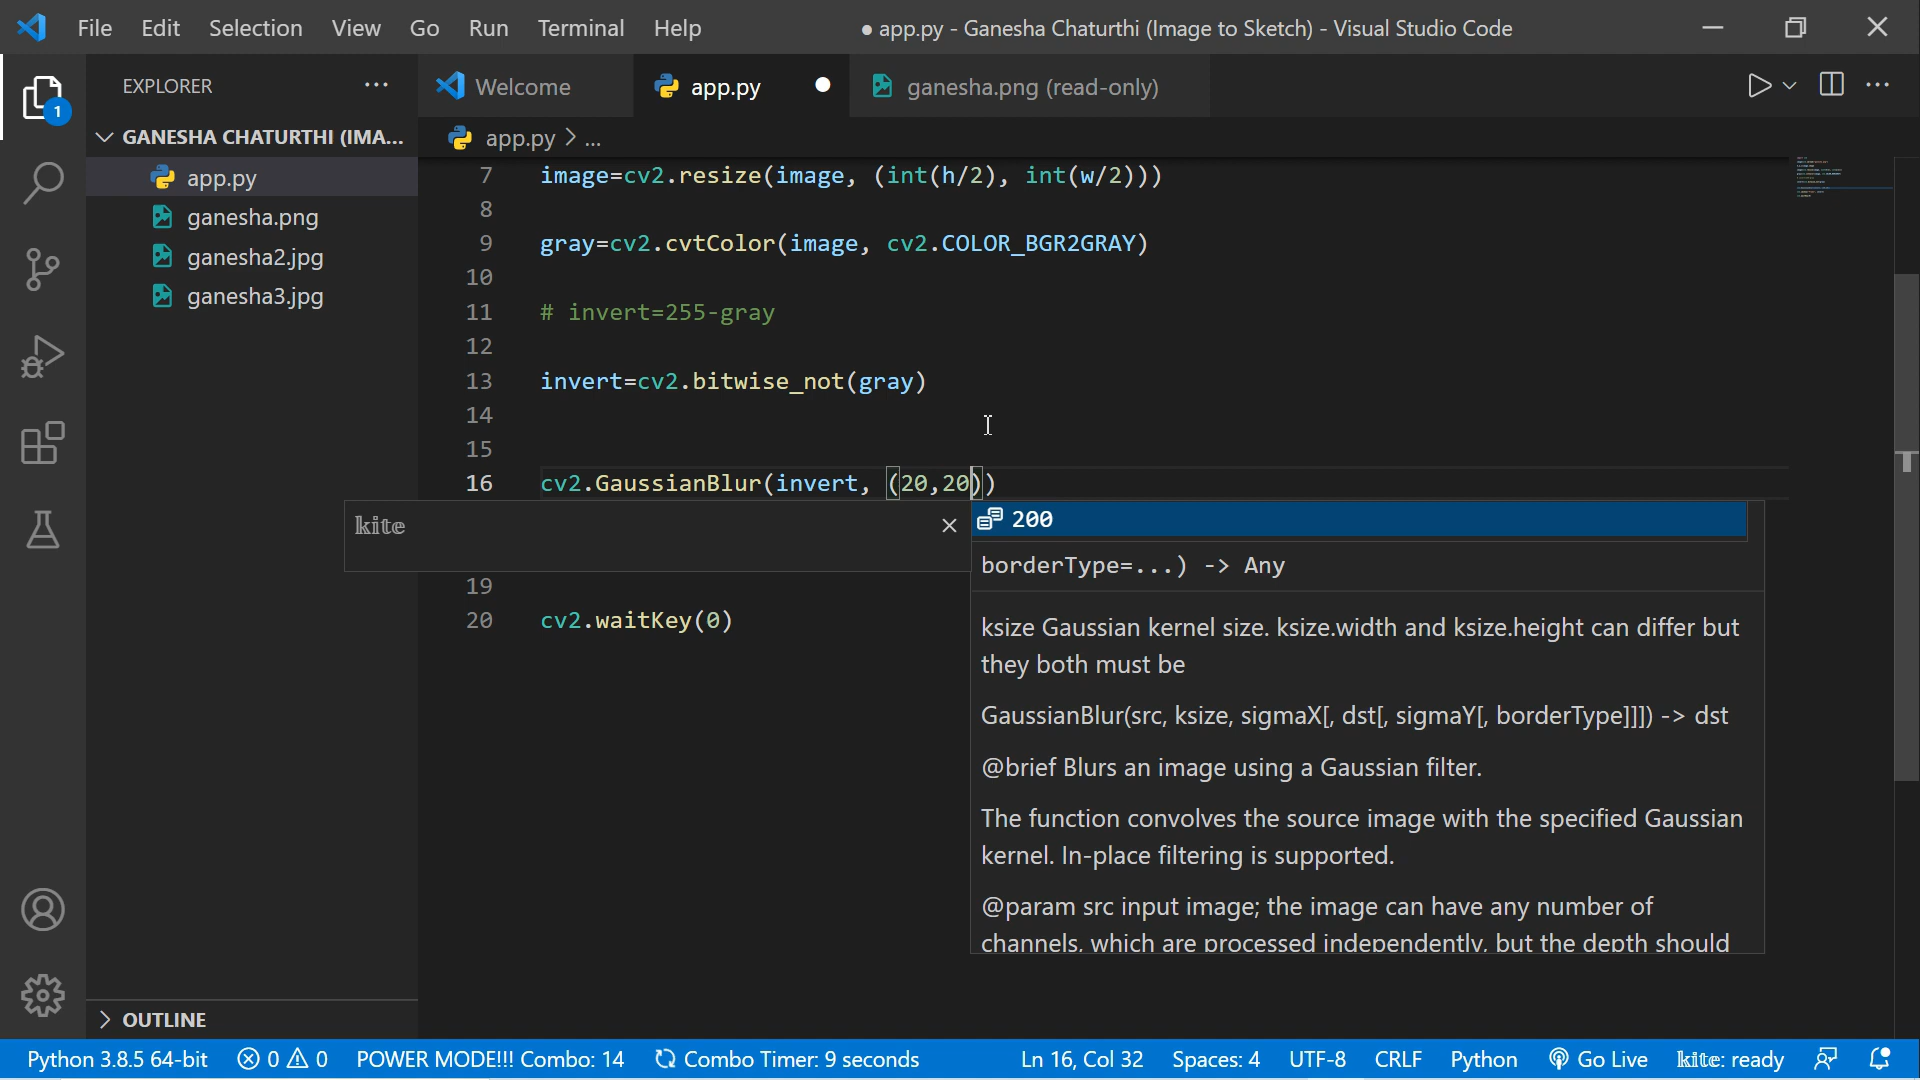 File Edit Selection View Go Run Terminal Help
● app.py - Ganesha Chaturthi (Image to Sketch) - Visual Studio Code
EXPLORER
Welcome
app.py
ganesha.png (read-only)
1
GANESHA CHATURTHI (IMA...
app.py > ...
app.py
ganesha.png
ganesha2.jpg
ganesha3.jpg
7 image=cv2.resize(image, (int(h/2), int(w/2)))
8
9 gray=cv2.cvtColor(image, cv2.COLOR_BGR2GRAY)
10
11 # invert=255-gray
12
13 invert=cv2.bitwise_not(gray)
14
15
16 cv2.GaussianBlur(invert, (20,20))
kite
200
borderType=...) -> Any
19
20 cv2.waitKey(0)
ksize Gaussian kernel size. ksize.width and ksize.height can differ but
they both must be
GaussianBlur(src, ksize, sigmaX[, dst[, sigmaY[, borderType]]]) -> dst
@brief Blurs an image using a Gaussian filter.
The function convolves the source image with the specified Gaussian
kernel. In-place filtering is supported.
@param src input image; the image can have any number of
channels, which are processed independently, but the depth should
OUTLINE
Python 3.8.5 64-bit 0 0 POWER MODE!!! Combo: 14 Combo Timer: 9 seconds Ln 16, Col 32 Spaces: 4 UTF-8 CRLF Python Go Live kite: ready